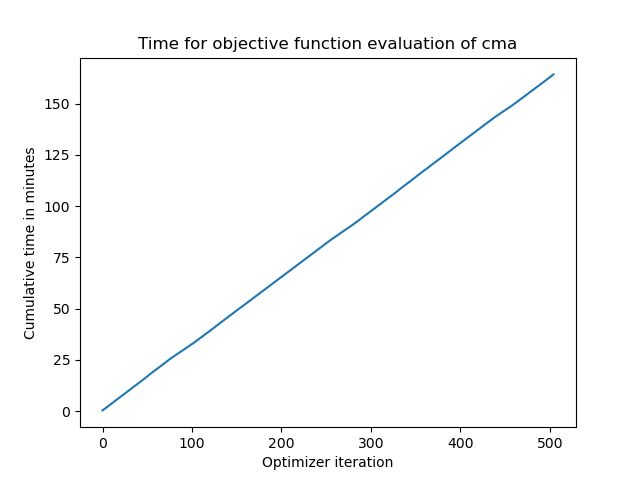 Time for objective function evaluation of cma
Cumulative time in minutes
150
125
100
75
50
25
0
0 100 200 300 400 500
Optimizer iteration